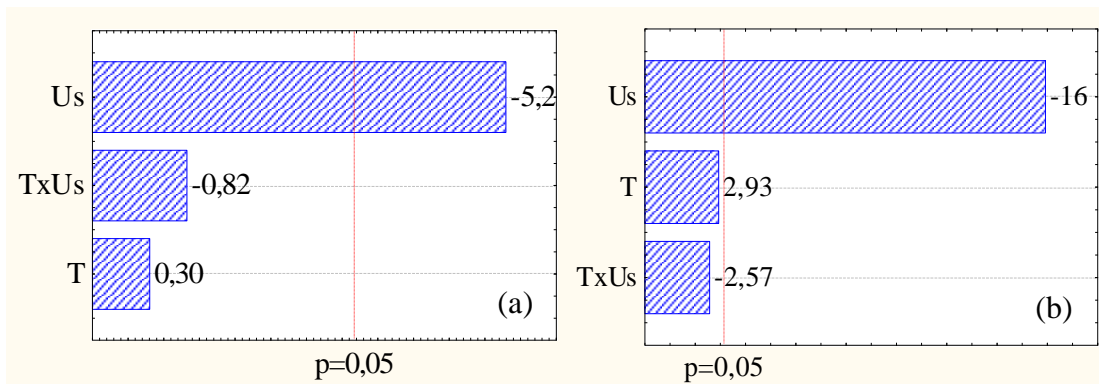 Us
-5,2
TxUs
-0,82
T
0,30
(a)
p=0,05
Us
-16
T
2,93
TxUs
-2,57
(b)
p=0,05